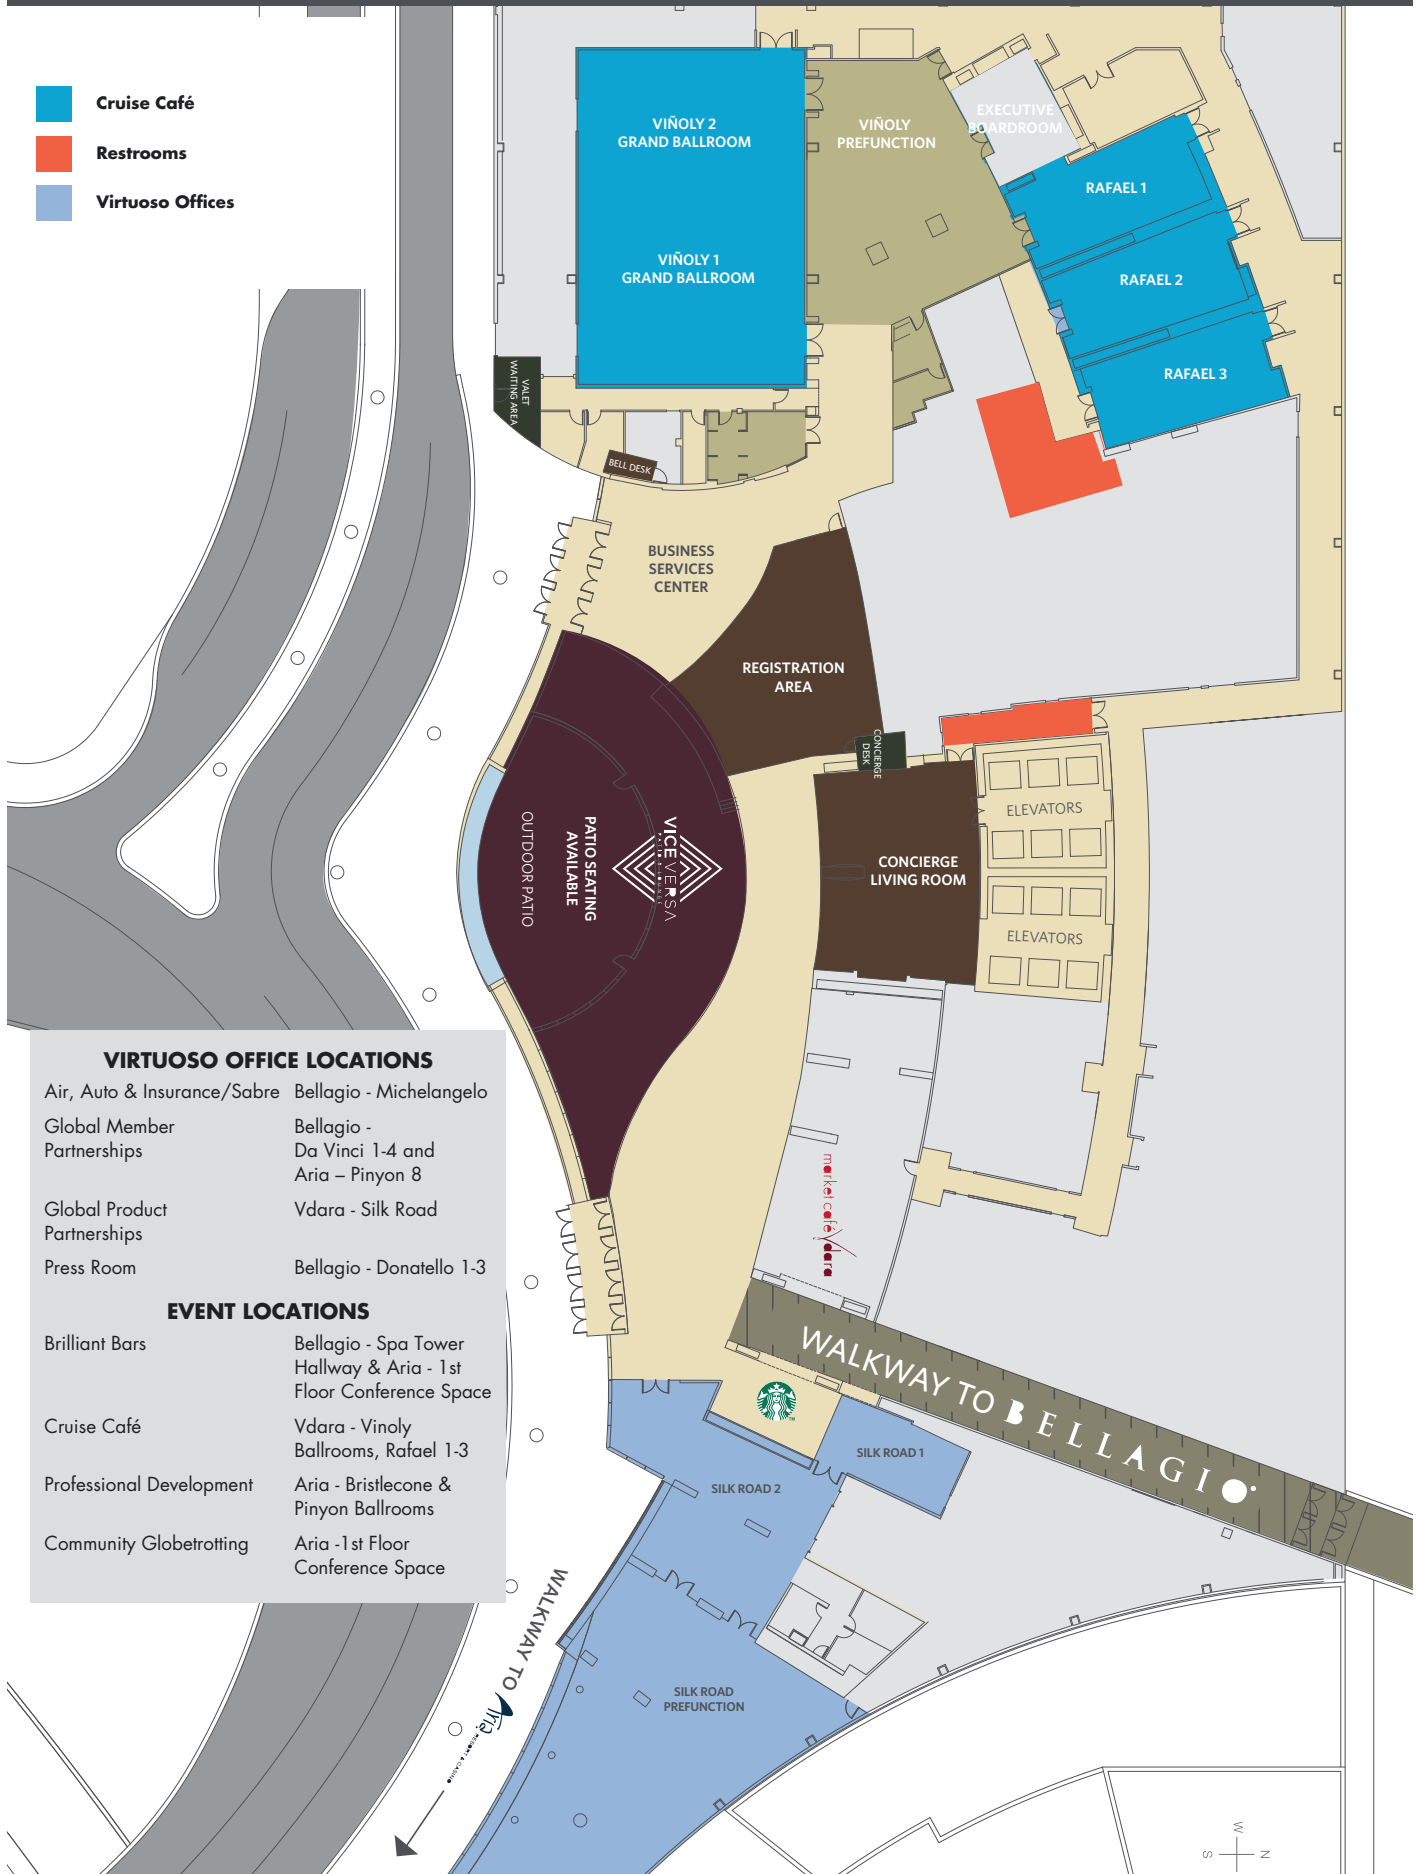 Cruise Café
Restrooms
Virtuoso Offices
VIÑOLY 2
GRAND BALLROOM
VIÑOLY 1
GRAND BALLROOM
VIÑOLY
PREFUNCTION
EXECUTIVE
BOARDROOM
RAFAEL 1
RAFAEL 2
RAFAEL 3
VALET
WAITING AREA
BELL DESK
BUSINESS
SERVICES
CENTER
REGISTRATION
AREA
CONCIERGE
DESK
CONCIERGE
LIVING ROOM
ELEVATORS
ELEVATORS
VICE VERSA
PATIO SEATING
AVAILABLE
OUTDOOR PATIO
market café Vdara
WALKWAY TO BELLAGIO
SILK ROAD 1
SILK ROAD 2
SILK ROAD
PREFUNCTION
WALKWAY TO
Aria
RESORT & CASINO
VIRTUOSO OFFICE LOCATIONS
Air, Auto & Insurance/Sabre Bellagio - Michelangelo
Global Member Bellagio -
Partnerships Da Vinci 1-4 and
Aria – Pinyon 8
Global Product Vdara - Silk Road
Partnerships
Press Room Bellagio - Donatello 1-3
EVENT LOCATIONS
Brilliant Bars Bellagio - Spa Tower
Hallway & Aria - 1st
Floor Conference Space
Cruise Café Vdara - Vinoly
Ballrooms, Rafael 1-3
Professional Development Aria - Bristlecone &
Pinyon Ballrooms
Community Globetrotting Aria -1st Floor
Conference Space
W
S
N